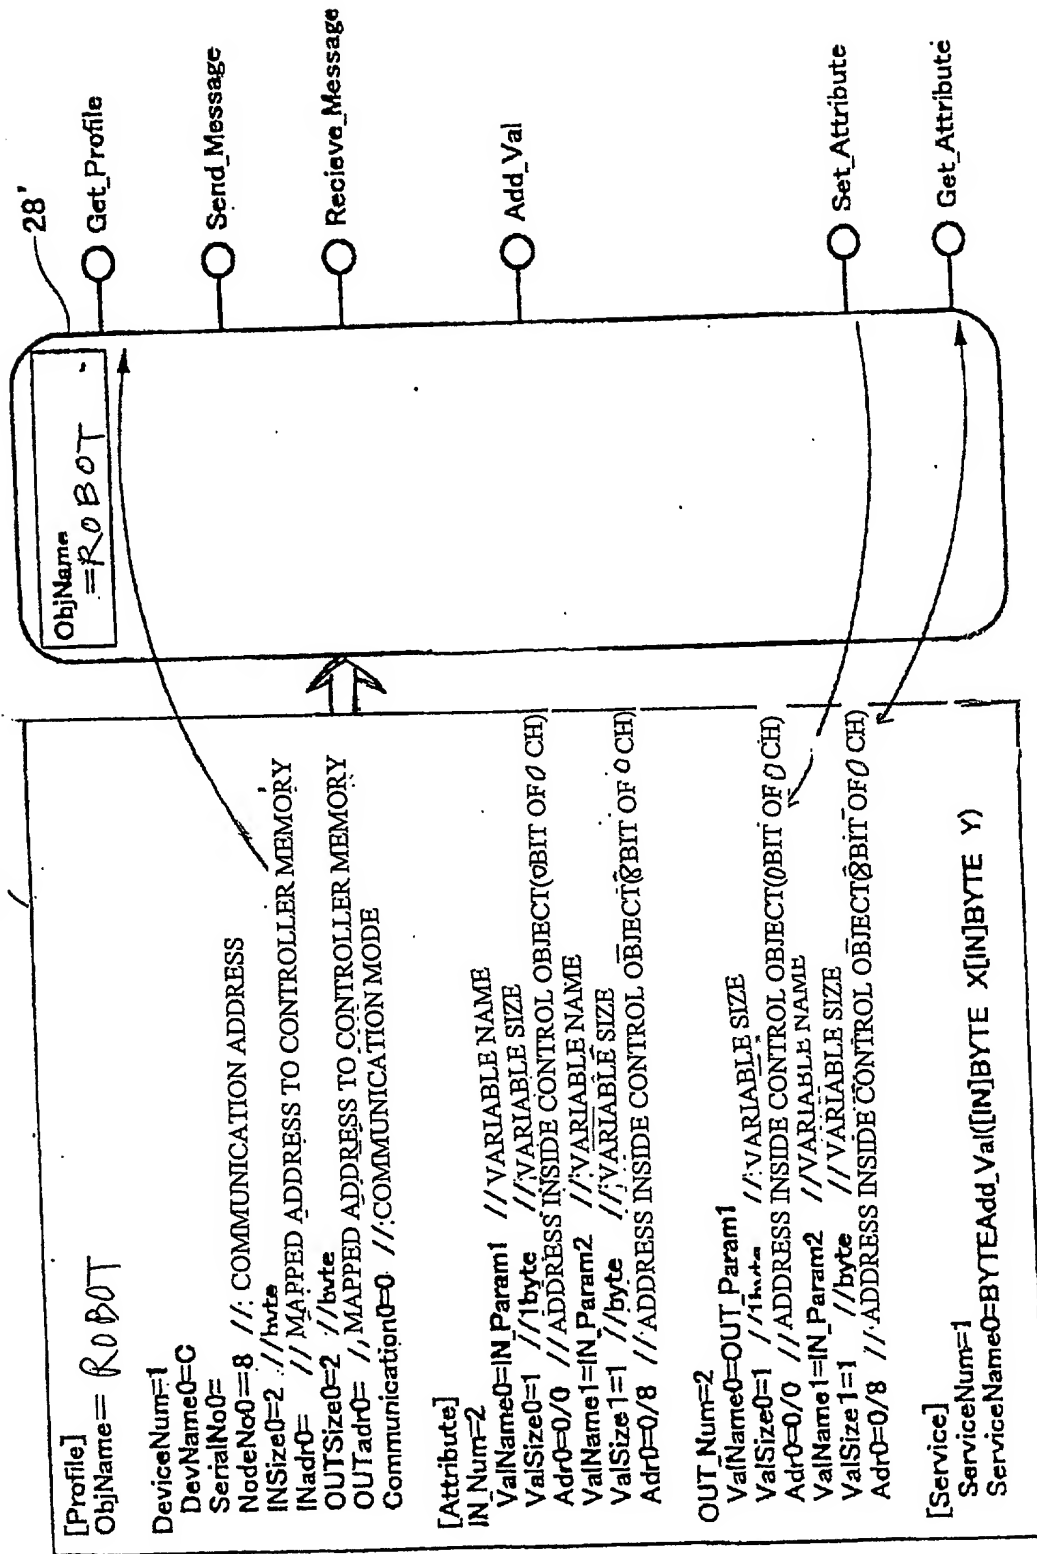 [Profile]
ObjName= ROBOT
DeviceNum=1
DevName0=C
SerialNo0=
NodeNo0=8 //: COMMUNICATION ADDRESS
INSize0=2 ://byte
INadr0= // MAPPED ADDRESS TO CONTROLLER MEMORY
OUTSize0=2 //byte
OUTadr0= // MAPPED ADDRESS TO CONTROLLER MEMORY
Communication0=0 //:COMMUNICATION MODE
[Attribute]
IN_Num=2
ValName0=IN_Param1 //VARIABLE NAME
ValSize0=1 //1byte //VARIABLE SIZE
Adr0=0/0 //ADDRESS INSIDE CONTROL OBJECT(0BIT OF 0 CH)
ValName1=IN_Param2 //VARIABLE NAME
ValSize1=1 //byte //VARIABLE SIZE
Adr0=0/8 //ADDRESS INSIDE CONTROL OBJECT(8BIT OF 0 CH)
OUT_Num=2
ValName0=OUT_Param1
ValSize0=1 //1byte //VARIABLE SIZE
Adr0=0/0 //ADDRESS INSIDE CONTROL OBJECT(0BIT OF 0 CH)
ValName1=IN_Param2 //VARIABLE NAME
ValSize1=1 //byte //VARIABLE SIZE
Adr0=0/8 //ADDRESS INSIDE CONTROL OBJECT(8BIT OF 0 CH)
[Service]
ServiceNum=1
ServiceName0=BYTEAdd_Val([IN]BYTE X[IN]BYTE Y)
ObjName
=ROBOT
28'
Get_Profile
Send_Message
Recieve_Message
Add_Val
Set_Attribute
Get_Attribute